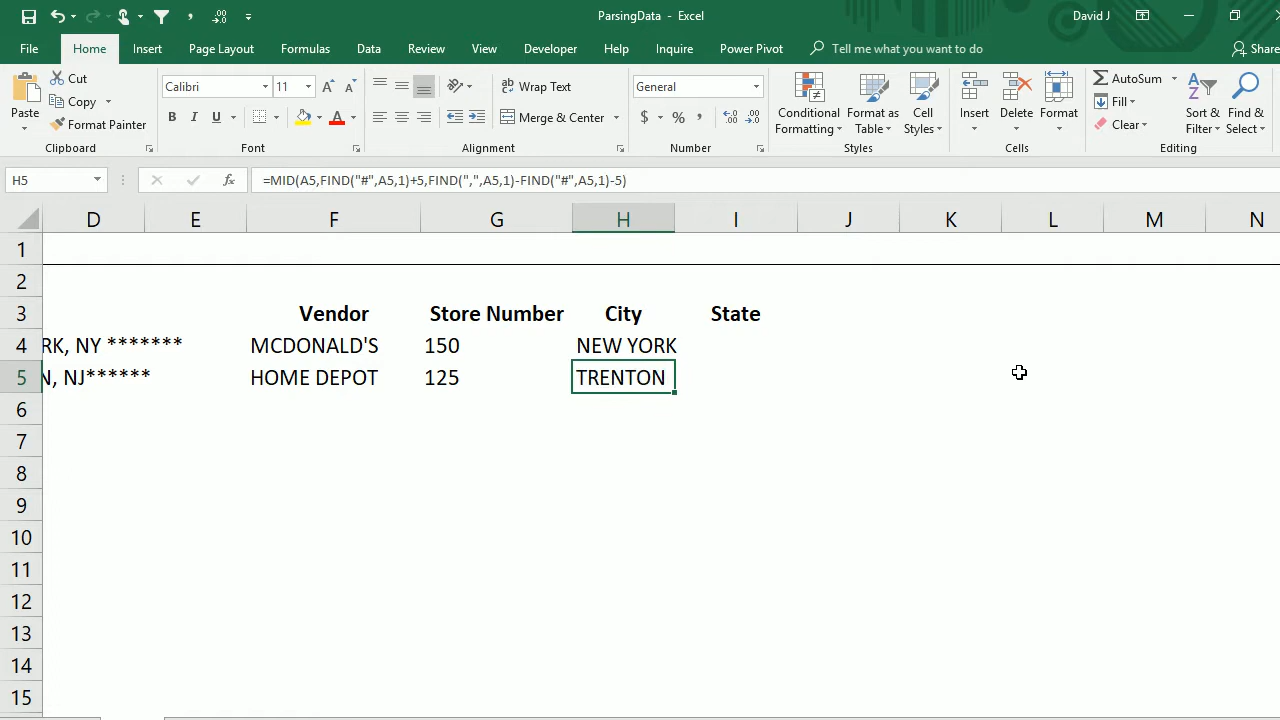 ParsingData - Excel
David J
File Home Insert Page Layout Formulas Data Review View Developer Help Inquire Power Pivot Tell me what you want to do Share
Paste
Cut
Copy
Format Painter
Clipboard
Calibri 11
B I U
Font
Wrap Text
Merge & Center
Alignment
General
$ % ,
Number
Conditional Formatting
Format as Table
Cell Styles
Styles
Insert Delete Format
Cells
AutoSum
Fill
Clear
Sort & Filter
Find & Select
Editing
H5 fx =MID(A5,FIND("#",A5,1)+5,FIND(",",A5,1)-FIND("#",A5,1)-5)
D E F G H I J K L M N
1
2
3 Vendor Store Number City State
4 RK, NY ******* MCDONALD'S 150 NEW YORK
5 N, NJ****** HOME DEPOT 125 TRENTON
6
7
8
9
10
11
12
13
14
15